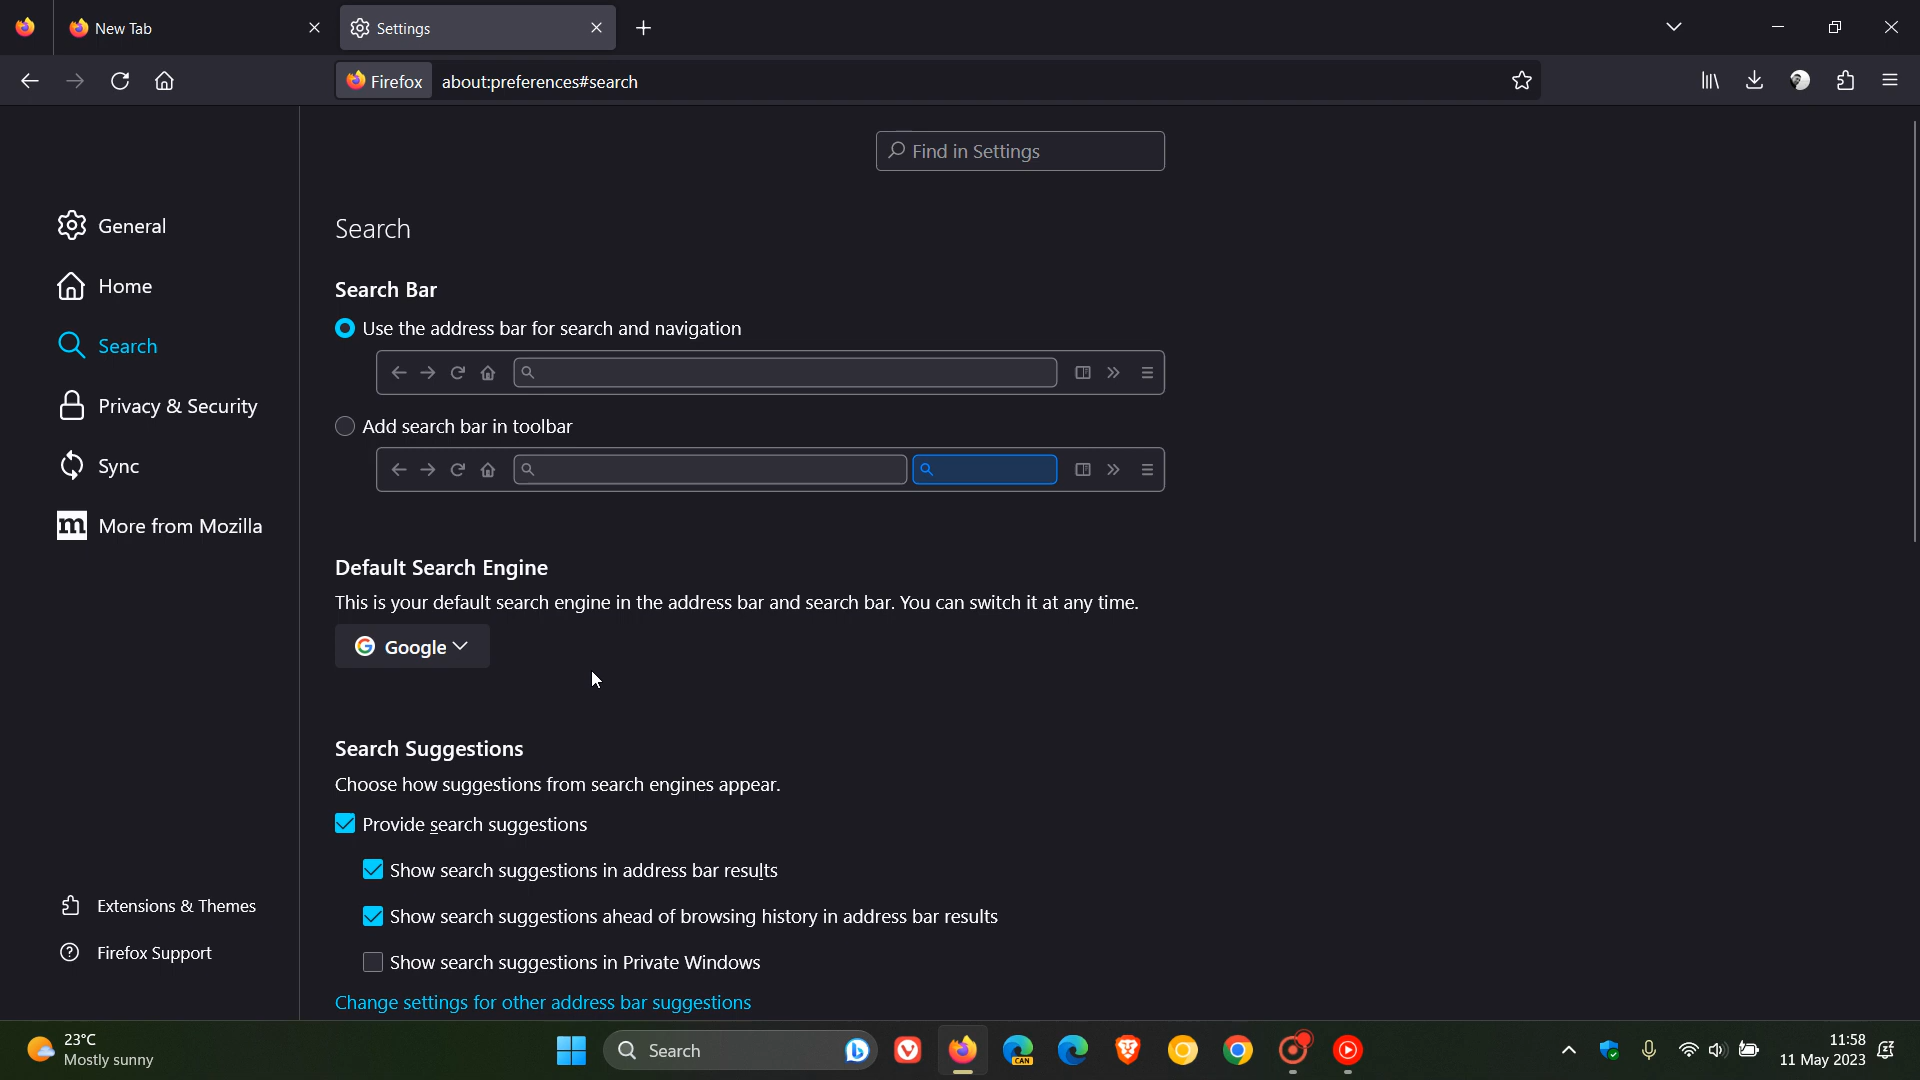 New Tab
Settings
Firefox about:preferences#search
Find in Settings
General
Home
Search
Privacy & Security
Sync
m More from Mozilla
Extensions & Themes
Firefox Support
Search
Search Bar
Use the address bar for search and navigation
Add search bar in toolbar
Default Search Engine
This is your default search engine in the address bar and search bar. You can switch it at any time.
G Google
Search Suggestions
Choose how suggestions from search engines appear.
Provide search suggestions
Show search suggestions in address bar results
Show search suggestions ahead of browsing history in address bar results
Show search suggestions in Private Windows
Change settings for other address bar suggestions
23°C
Mostly sunny
Search
CAN
11:58
11 May 2023